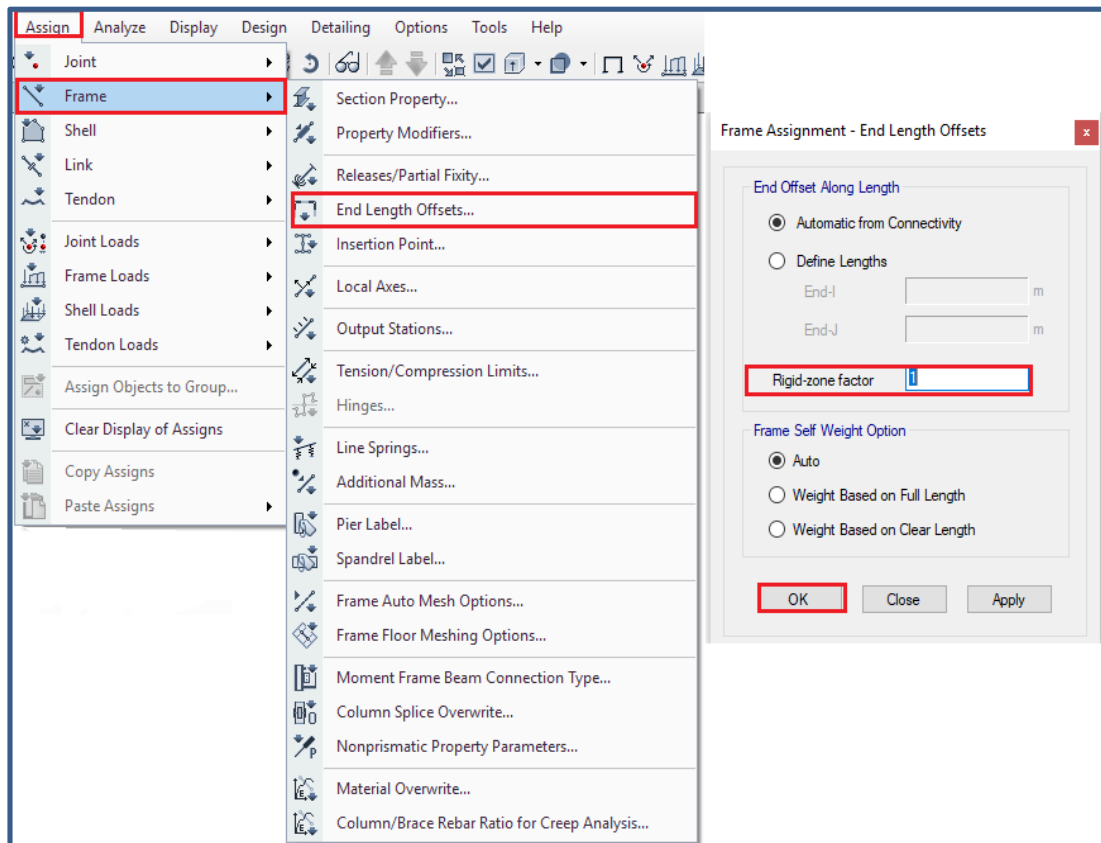 Assign Analyze Display Design Detailing Options Tools Help
Joint
Frame
Shell
Link
Tendon
Joint Loads
Frame Loads
Shell Loads
Tendon Loads
Assign Objects to Group...
Clear Display of Assigns
Copy Assigns
Paste Assigns
Section Property...
Property Modifiers...
Releases/Partial Fixity...
End Length Offsets...
Insertion Point...
Local Axes...
Output Stations...
Tension/Compression Limits...
Hinges...
Line Springs...
Additional Mass...
Pier Label...
Spandrel Label...
Frame Auto Mesh Options...
Frame Floor Meshing Options...
Moment Frame Beam Connection Type...
Column Splice Overwrite...
Nonprismatic Property Parameters...
Material Overwrite...
Column/Brace Rebar Ratio for Creep Analysis...
Frame Assignment - End Length Offsets x
End Offset Along Length
Automatic from Connectivity
Define Lengths
End-I m
End-J m
Rigid-zone factor 1
Frame Self Weight Option
Auto
Weight Based on Full Length
Weight Based on Clear Length
OK Close Apply